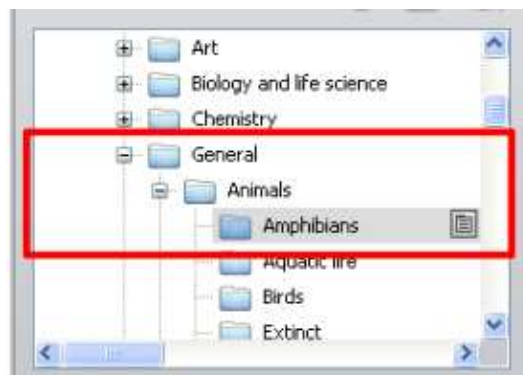 Art
Biology and life science
Chemistry
General
Animals
Amphibians
Aquatic life
Birds
Extinct